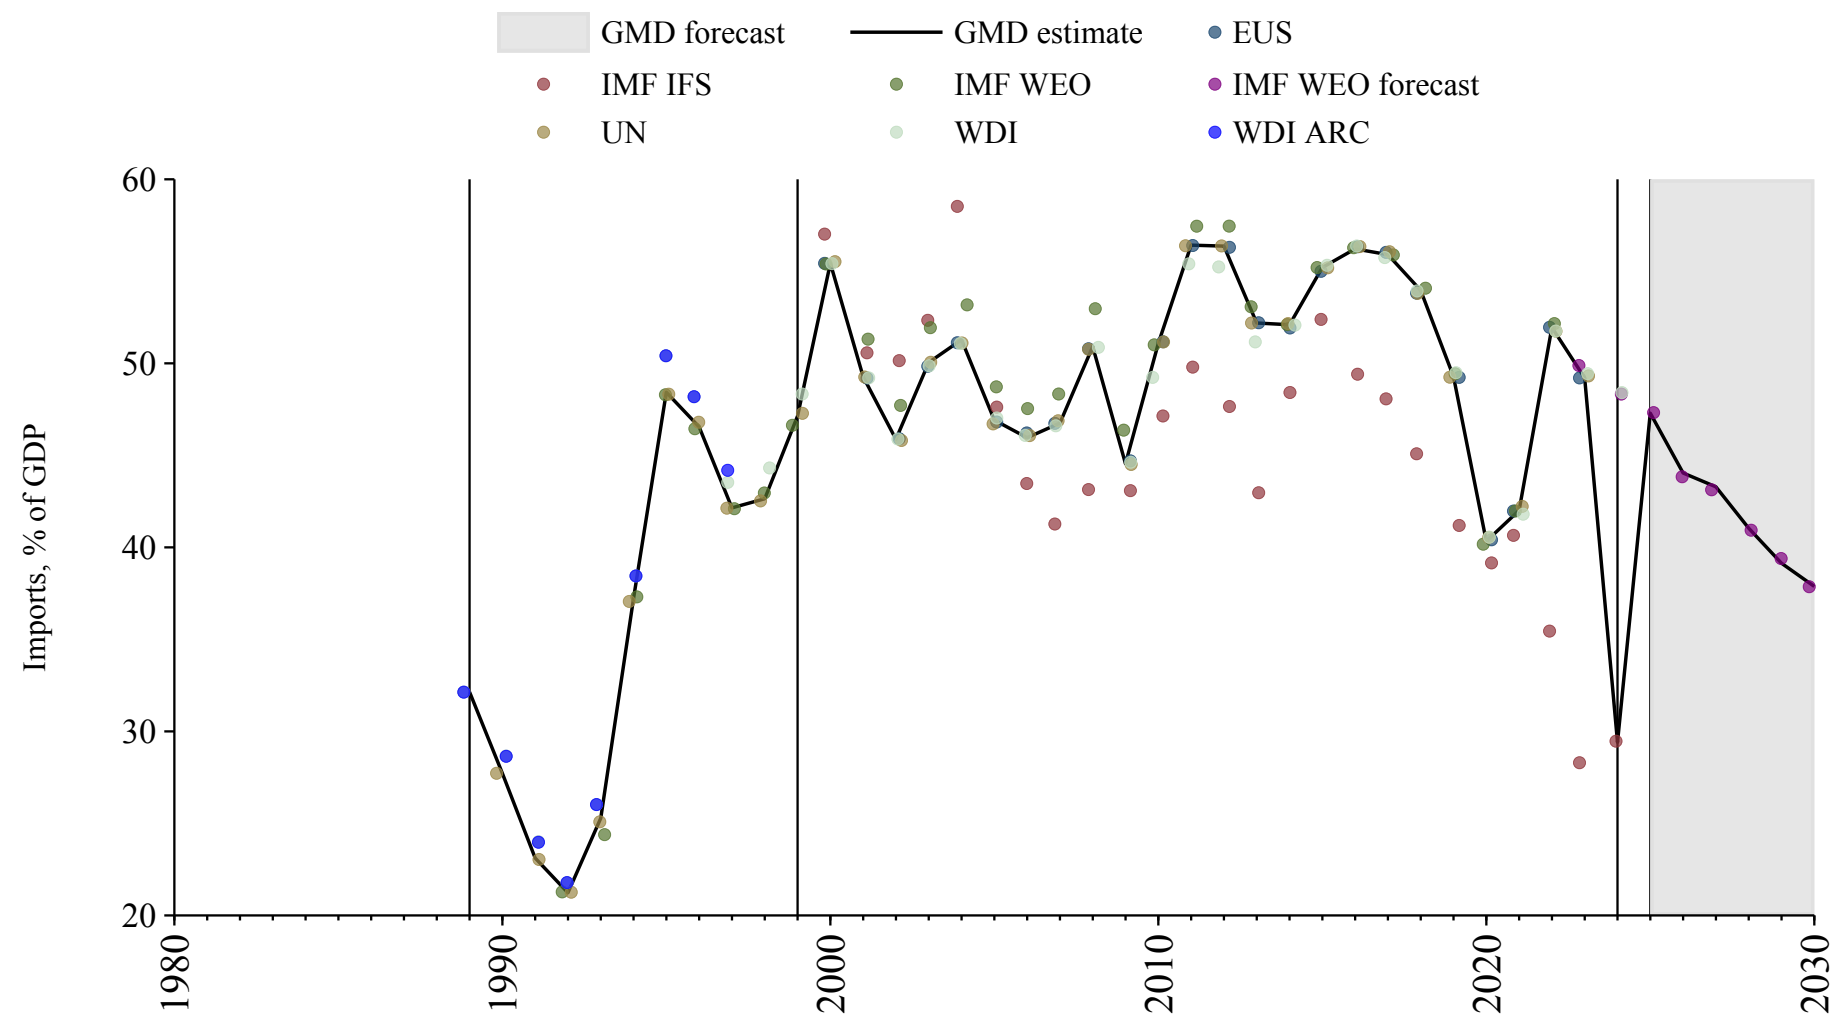 GMD forecast GMD estimate EUS
IMF IFS IMF WEO IMF WEO forecast
UN WDI WDI ARC
Imports, % of GDP
60
50
40
30
20
1980 1990 2000 2010 2020 2030